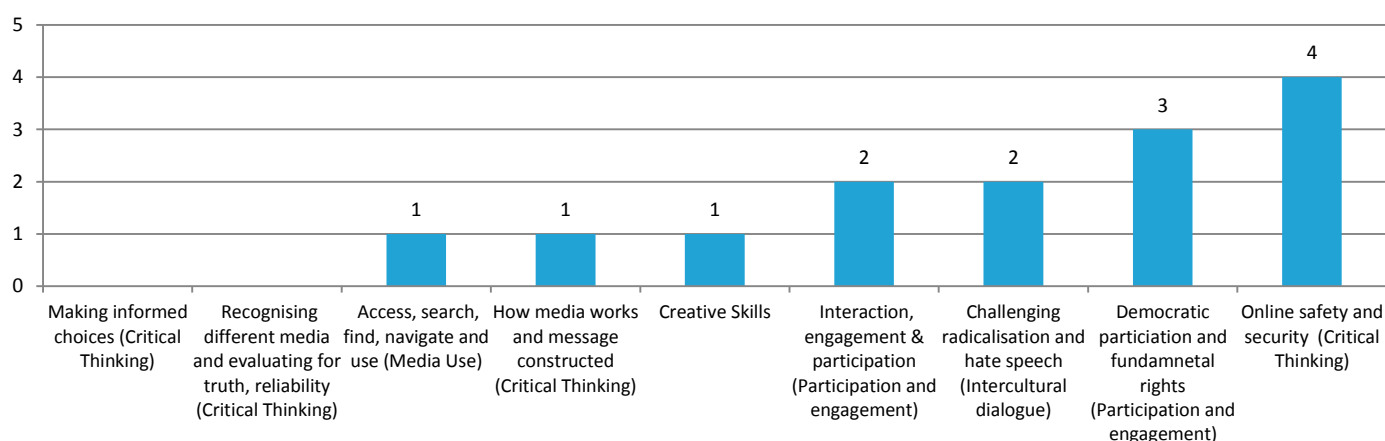 5
4
3
2
1
0
1
1
1
2
2
3
4
Making informed
choices (Critical
Thinking)
Recognising
different media
and evaluating for
truth, reliability
(Critical Thinking)
Access, search,
find, navigate and
use (Media Use)
How media works
and message
constructed
(Critical Thinking)
Creative Skills
Interaction,
engagement &
participation
(Participation and
engagement)
Challenging
radicalisation and
hate speech
(Intercultural
dialogue)
Democratic
particiation and
fundamnetal
rights
(Participation and
engagement)
Online safety and
security (Critical
Thinking)